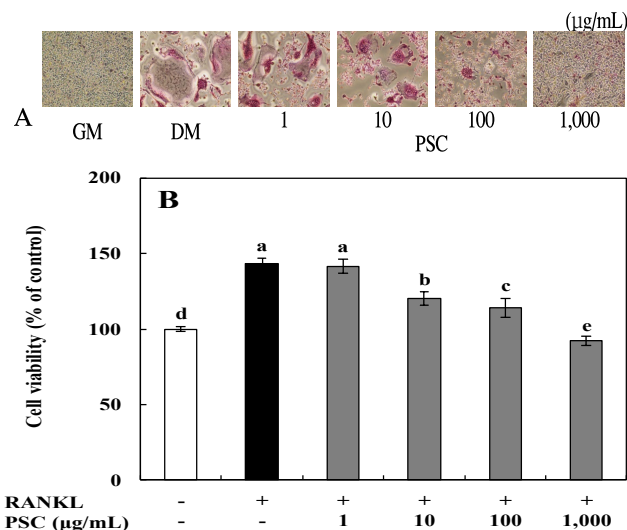 (µg/mL)
A
GM DM 1 10 100 1,000
PSC
B
Cell viability (% of control)
200
150
100
50
0
d a a b c e
RANKL - + + + + +
PSC (µg/mL) - - 1 10 100 1,000